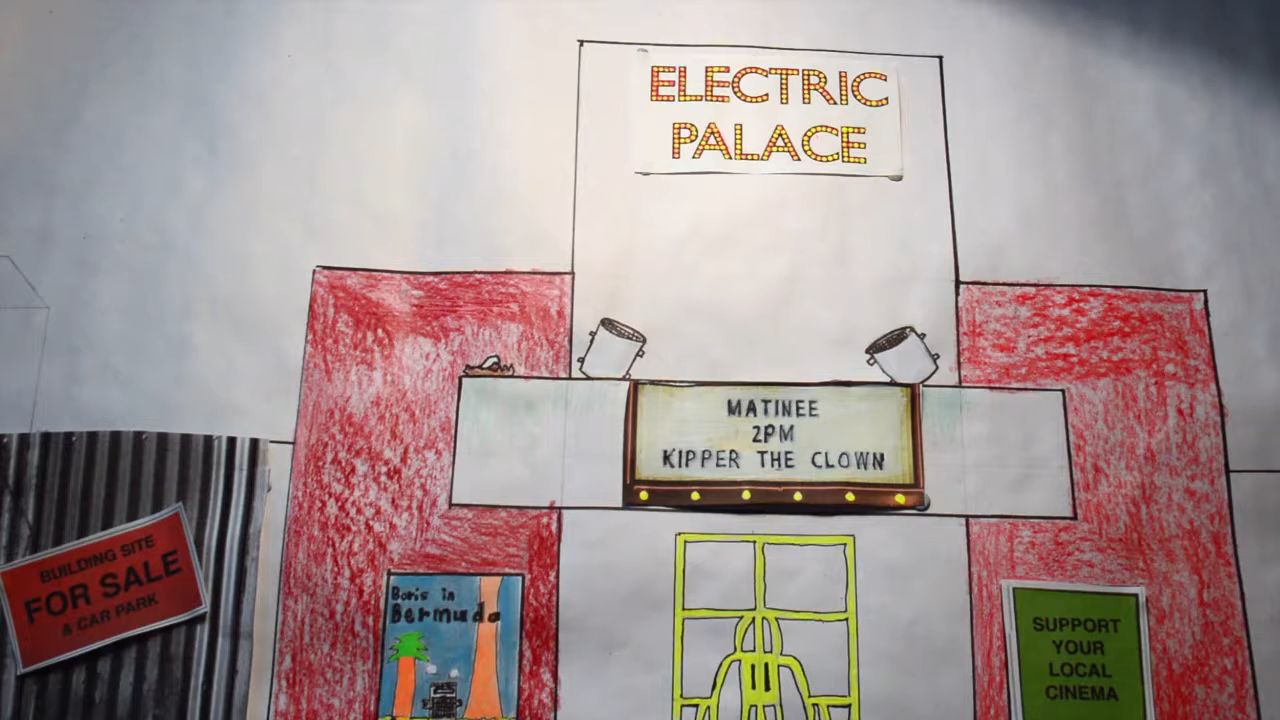 ELECTRIC
PALACE
MATINEE
2PM
KIPPER THE CLOWN
BUILDING SITE
FOR SALE
& CAR PARK
Boris in
Bermuda
SUPPORT
YOUR
LOCAL
CINEMA